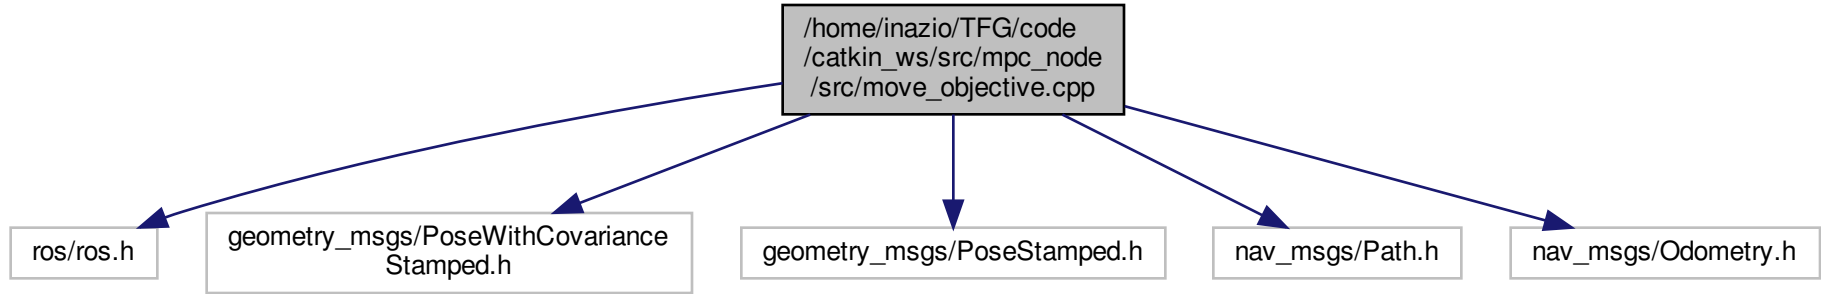 /home/inazio/TFG/code
/catkin_ws/src/mpc_node
/src/move_objective.cpp
ros/ros.h
geometry_msgs/PoseWithCovariance
Stamped.h
geometry_msgs/PoseStamped.h
nav_msgs/Path.h
nav_msgs/Odometry.h